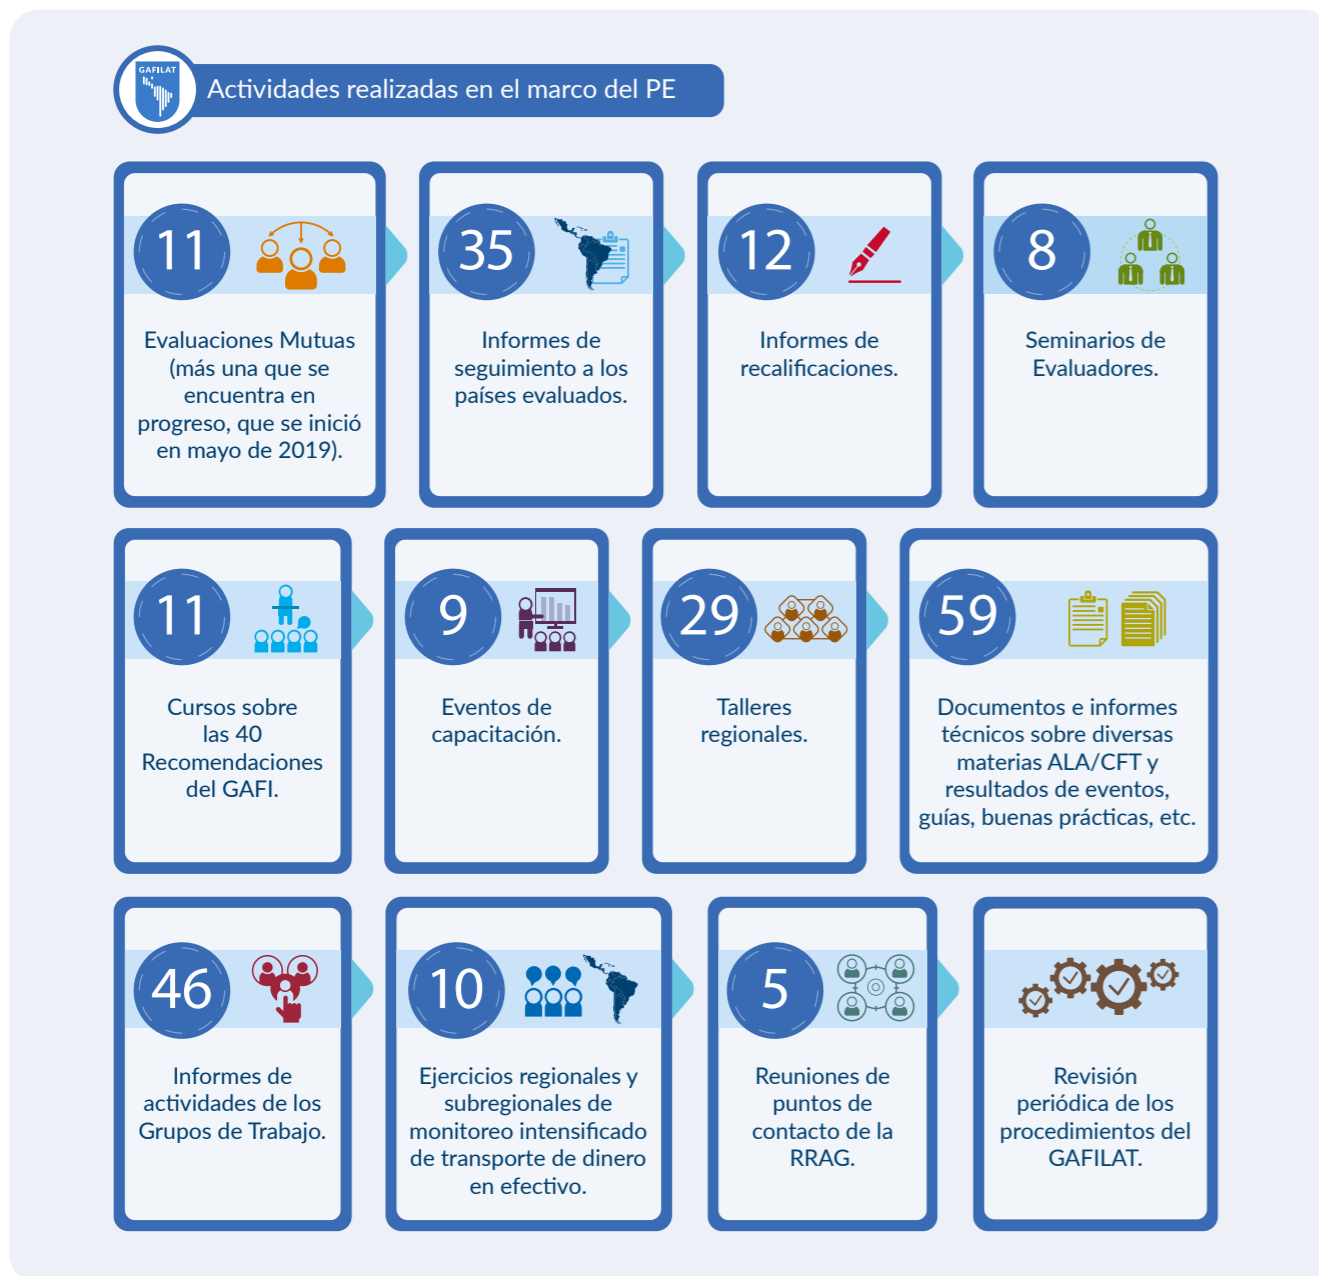 GAFILAT
Actividades realizadas en el marco del PE
11
Evaluaciones Mutuas
(más una que se
encuentra en
progreso, que se inició
en mayo de 2019).
35
Informes de
seguimiento a los
países evaluados.
12
Informes de
recalificaciones.
8
Seminarios de
Evaluadores.
11
Cursos sobre
las 40
Recomendaciones
del GAFI.
9
Eventos de
capacitación.
29
Talleres
regionales.
59
Documentos e informes
técnicos sobre diversas
materias ALA/CFT y
resultados de eventos,
guías, buenas prácticas, etc.
46
Informes de
actividades de los
Grupos de Trabajo.
10
Ejercicios regionales y
subregionales de
monitoreo intensificado
de transporte de dinero
en efectivo.
5
Reuniones de
puntos de
contacto de la
RRAG.
Revisión
periódica de los
procedimientos del
GAFILAT.